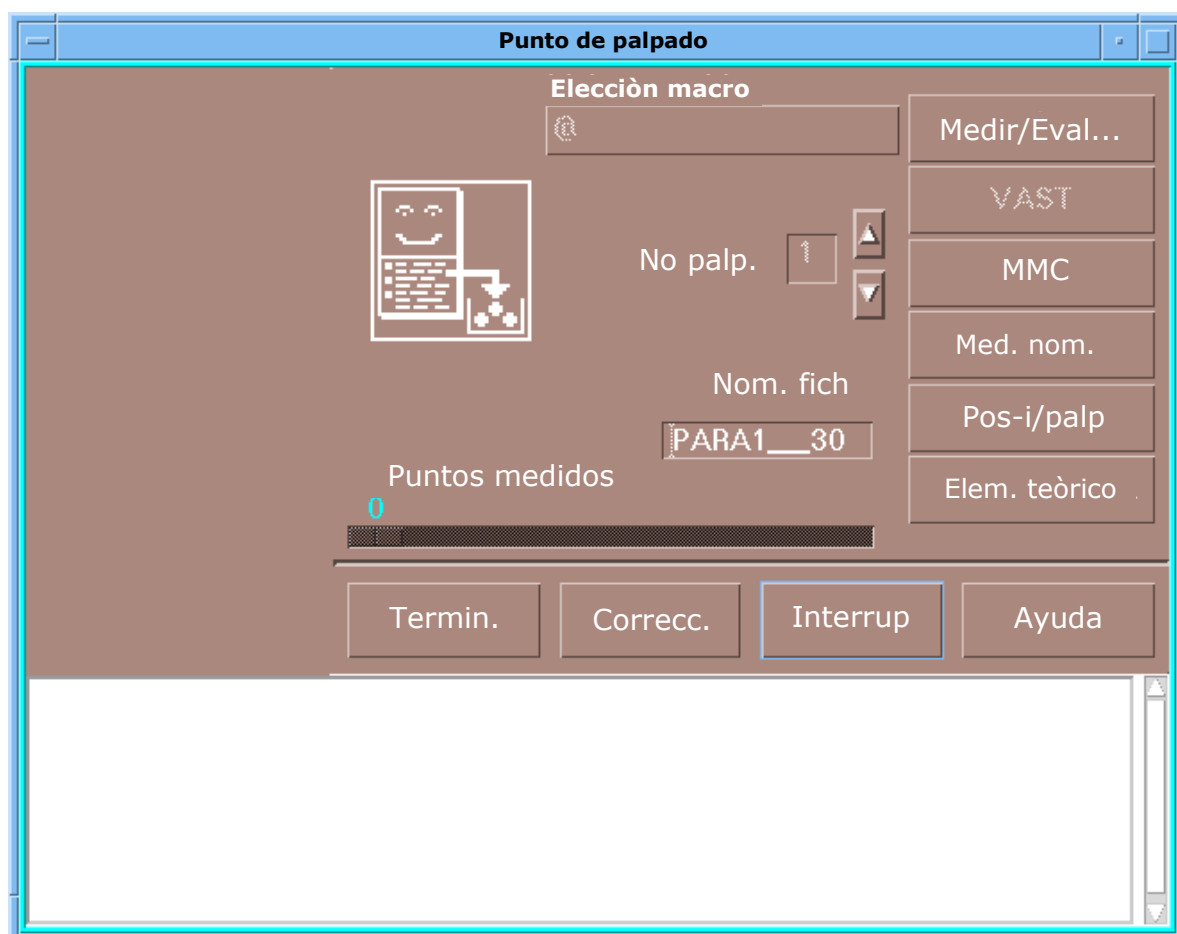 Punto de palpado
Elecciòn macro
@
Medir/Eval...
VAST
No palp.
1
MMC
Med. nom.
Nom. fich
Pos-i/palp
PARA1__30
Puntos medidos
Elem. teòrico .
0
Termin.
Correcc.
Interrup
Ayuda